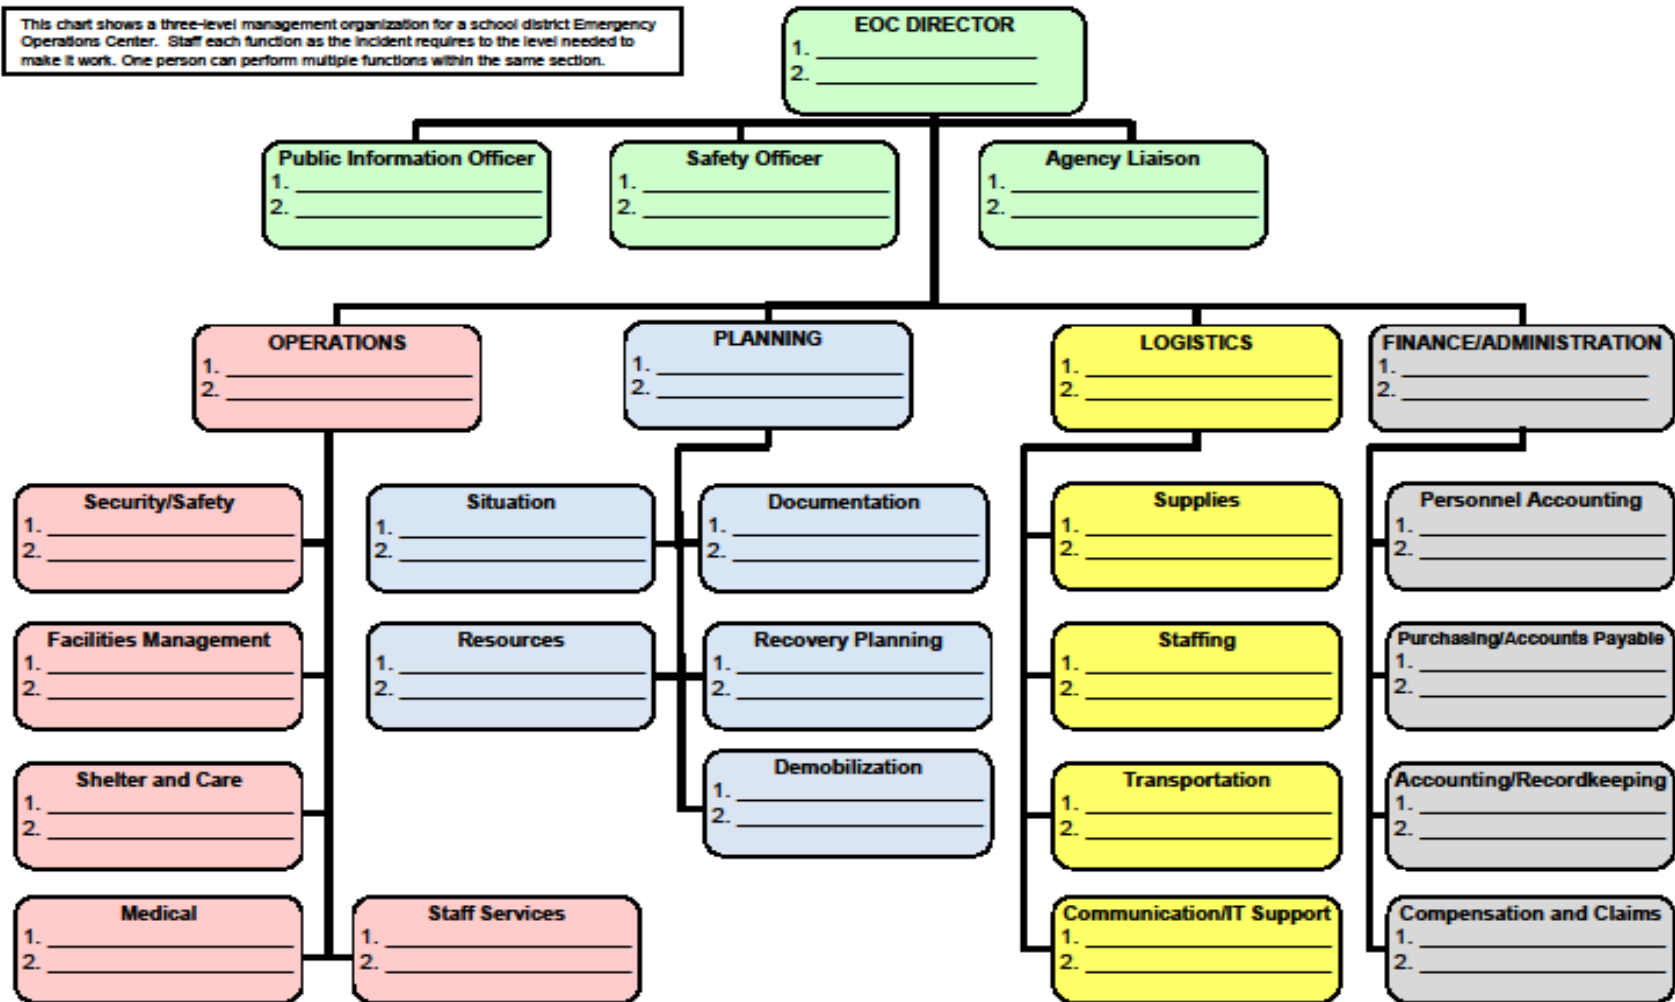 This chart shows a three-level management organization for a school district Emergency
Operations Center. Staff each function as the incident requires to the level needed to
make it work. One person can perform multiple functions within the same section.
EOC DIRECTOR
1.
2.
Public Information Officer
1.
2.
Safety Officer
1.
2.
Agency Liaison
1.
2.
OPERATIONS
1.
2.
PLANNING
1.
2.
LOGISTICS
1.
2.
FINANCE/ADMINISTRATION
1.
2.
Security/Safety
1.
2.
Situation
1.
2.
Documentation
1.
2.
Supplies
1.
2.
Personnel Accounting
1.
2.
Facilities Management
1.
2.
Resources
1.
2.
Recovery Planning
1.
2.
Staffing
1.
2.
Purchasing/Accounts Payable
1.
2.
Shelter and Care
1.
2.
Demobilization
1.
2.
Transportation
1.
2.
Accounting/Recordkeeping
1.
2.
Medical
1.
2.
Staff Services
1.
2.
Communication/IT Support
1.
2.
Compensation and Claims
1.
2.